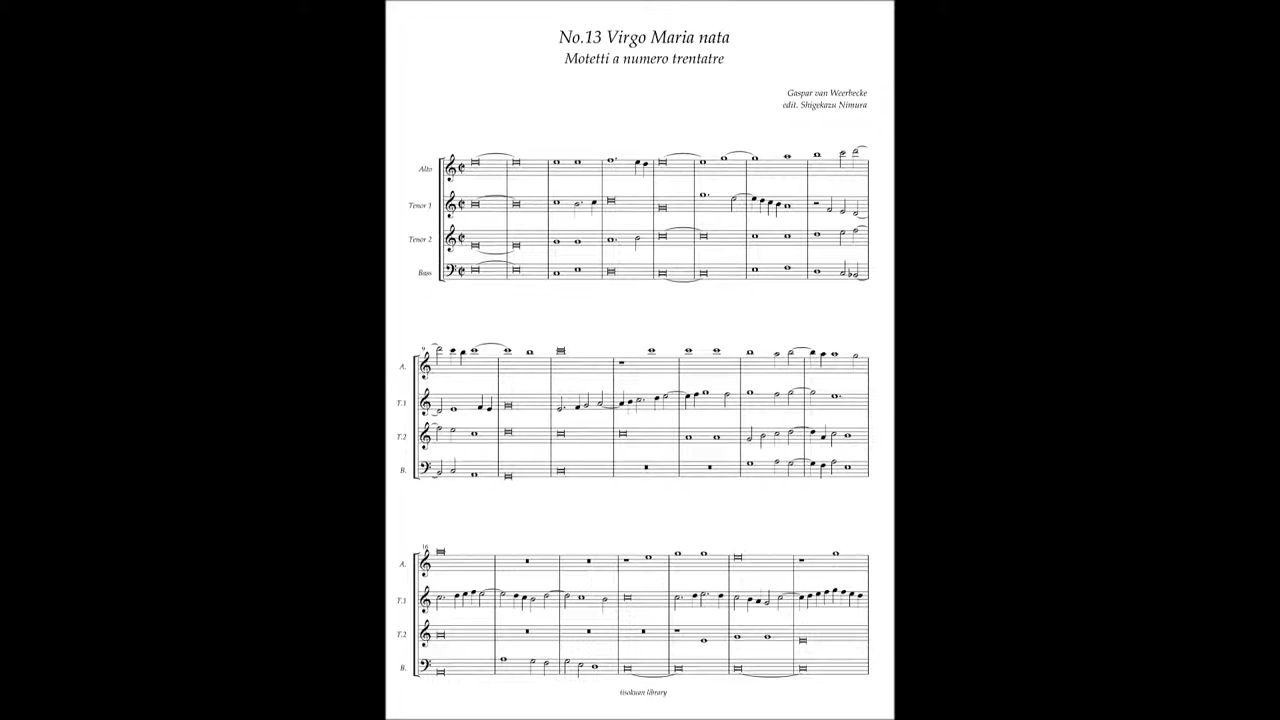 No.13 Virgo Maria nata
Motetti a numero trentatre
Gaspar van Weerbecke
edit. Shigekazu Nimura
Alto
Tenor 1
Tenor 2
Bass
9
A.
T.1
T.2
B.
16
A.
T.1
T.2
B.
tisokuan library